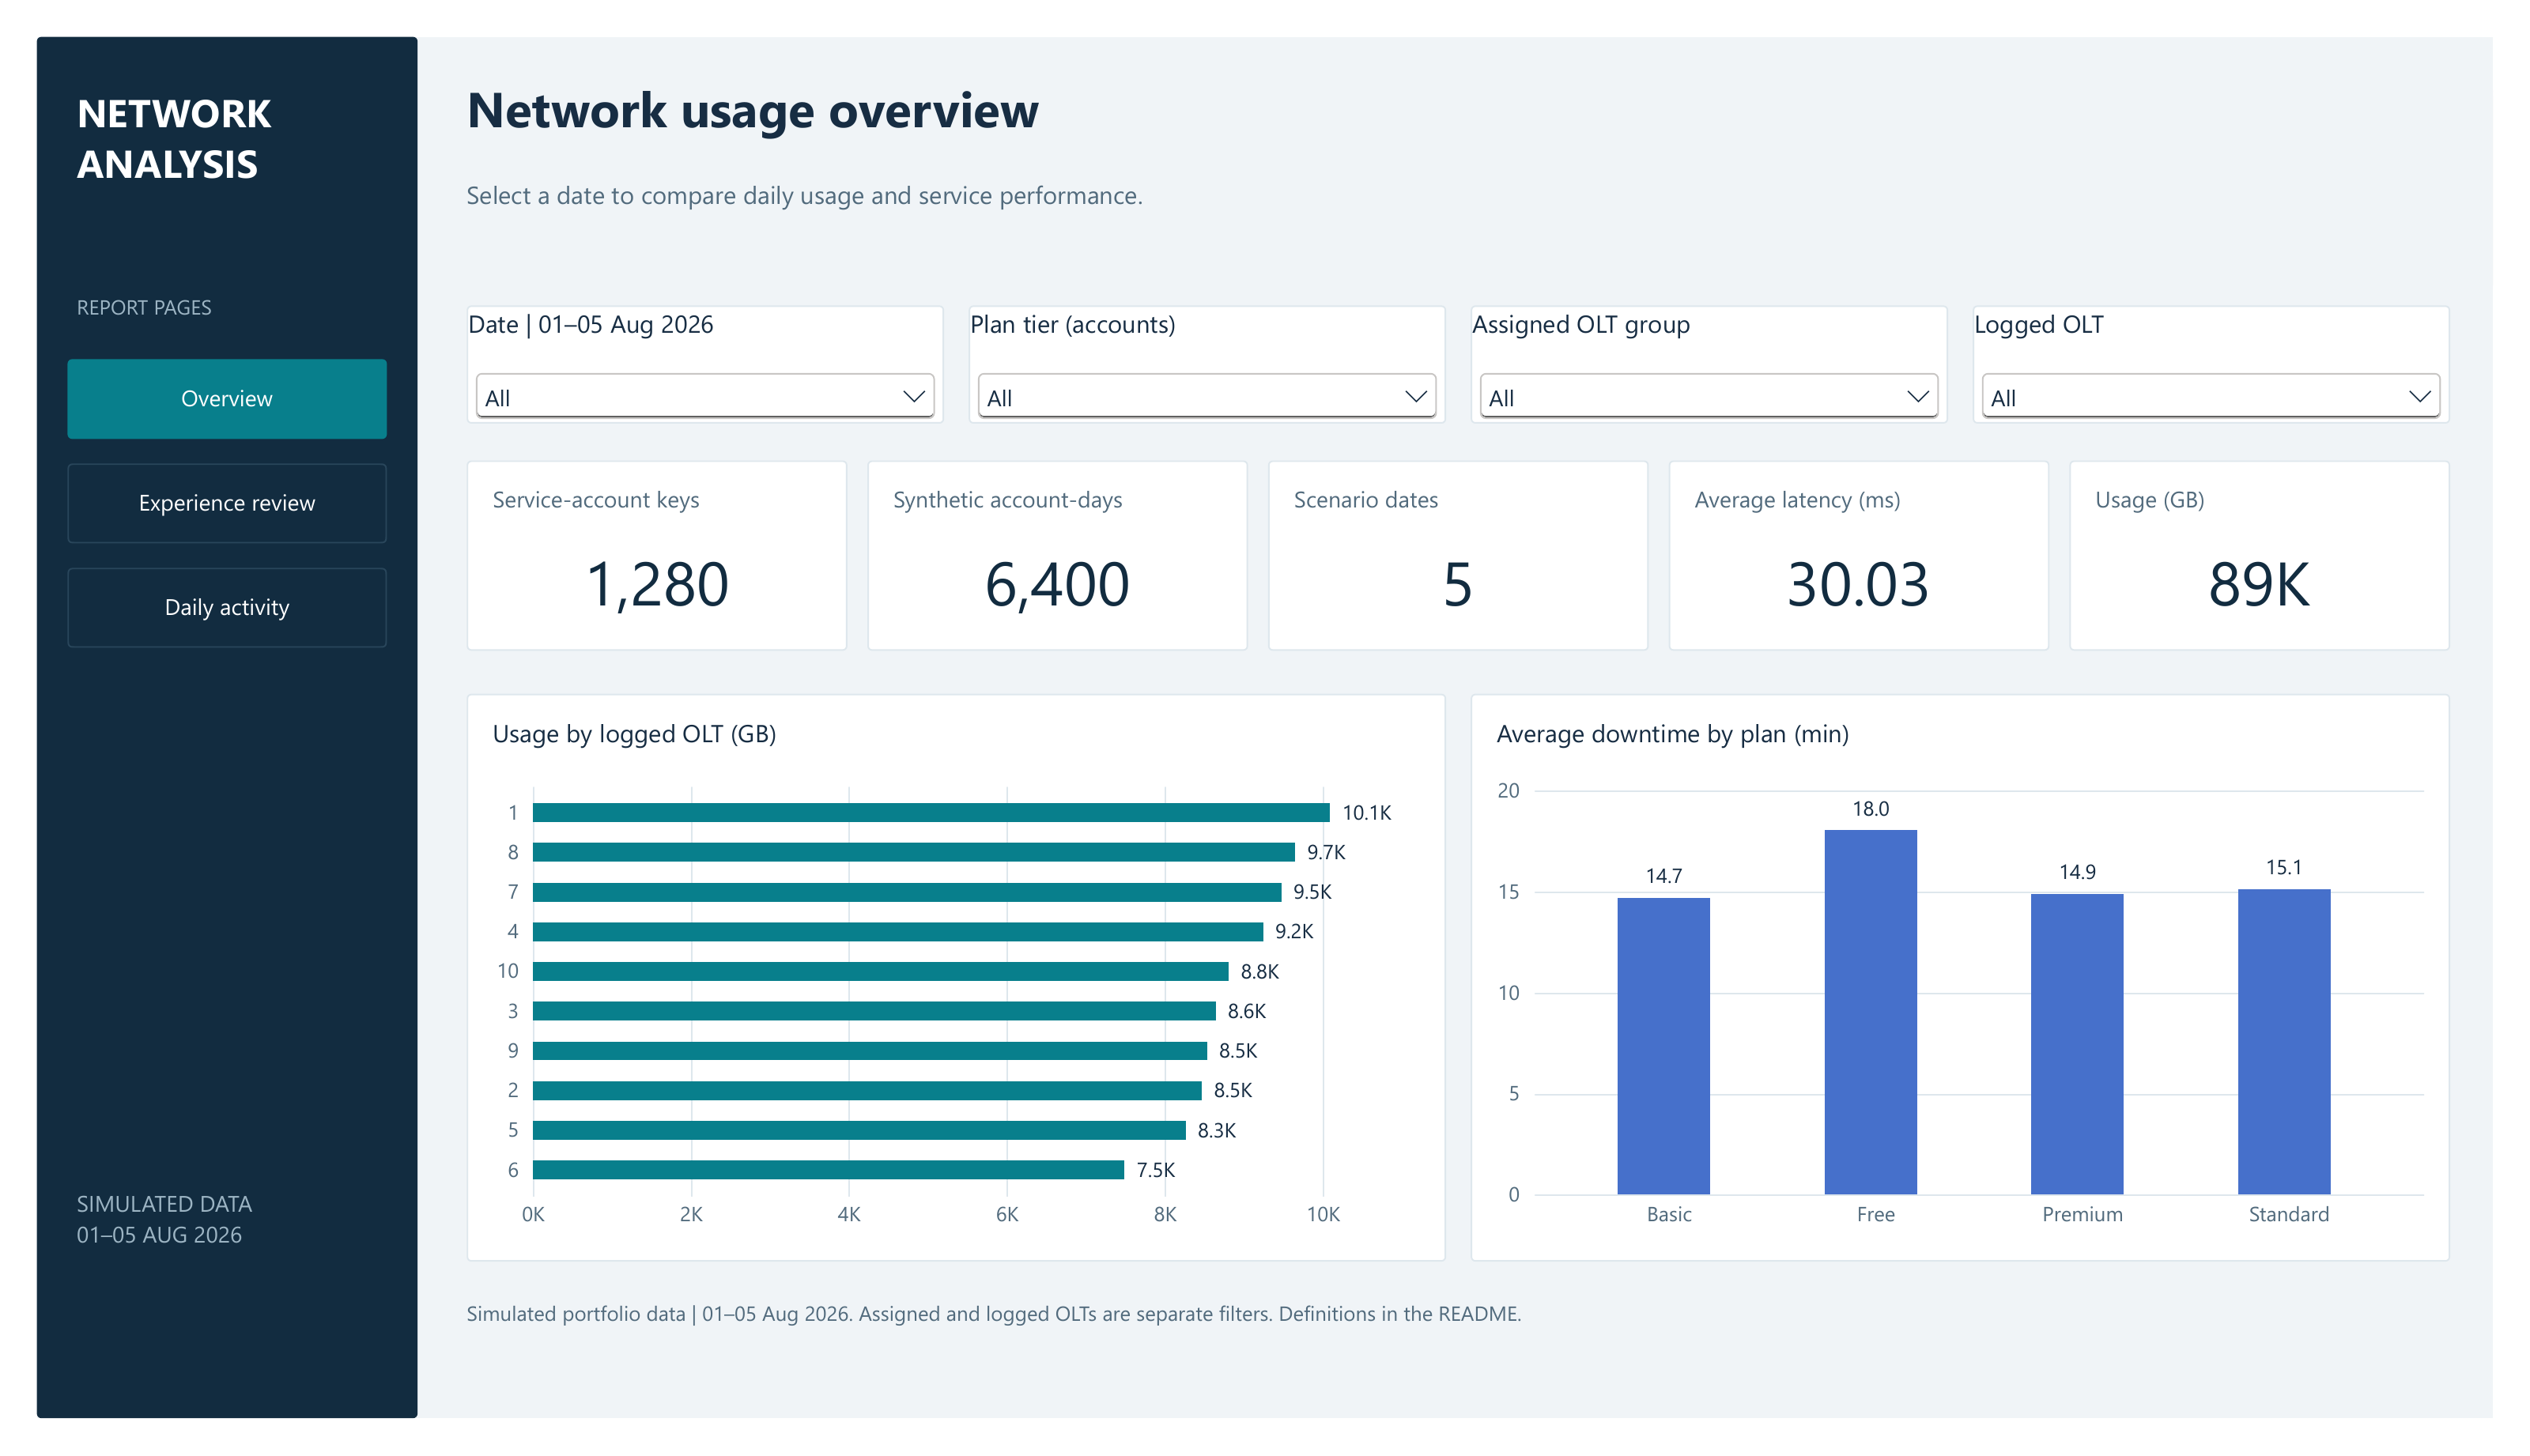 NETWORK
ANALYSIS
REPORT PAGES
Overview
Experience review
Daily activity
SIMULATED DATA
01–05 AUG 2026
Network usage overview
Select a date to compare daily usage and service performance.
Date | 01–05 Aug 2026
All
Plan tier (accounts)
All
Assigned OLT group
All
Logged OLT
All
Service-account keys
1,280
Synthetic account-days
6,400
Scenario dates
5
Average latency (ms)
30.03
Usage (GB)
89K
Usage by logged OLT (GB)
1 10.1K
8 9.7K
7 9.5K
4 9.2K
10 8.8K
3 8.6K
9 8.5K
2 8.5K
5 8.3K
6 7.5K
0K 2K 4K 6K 8K 10K
Average downtime by plan (min)
20
15
10
5
0
14.7 18.0 14.9 15.1
Basic Free Premium Standard
Simulated portfolio data | 01–05 Aug 2026. Assigned and logged OLTs are separate filters. Definitions in the README.